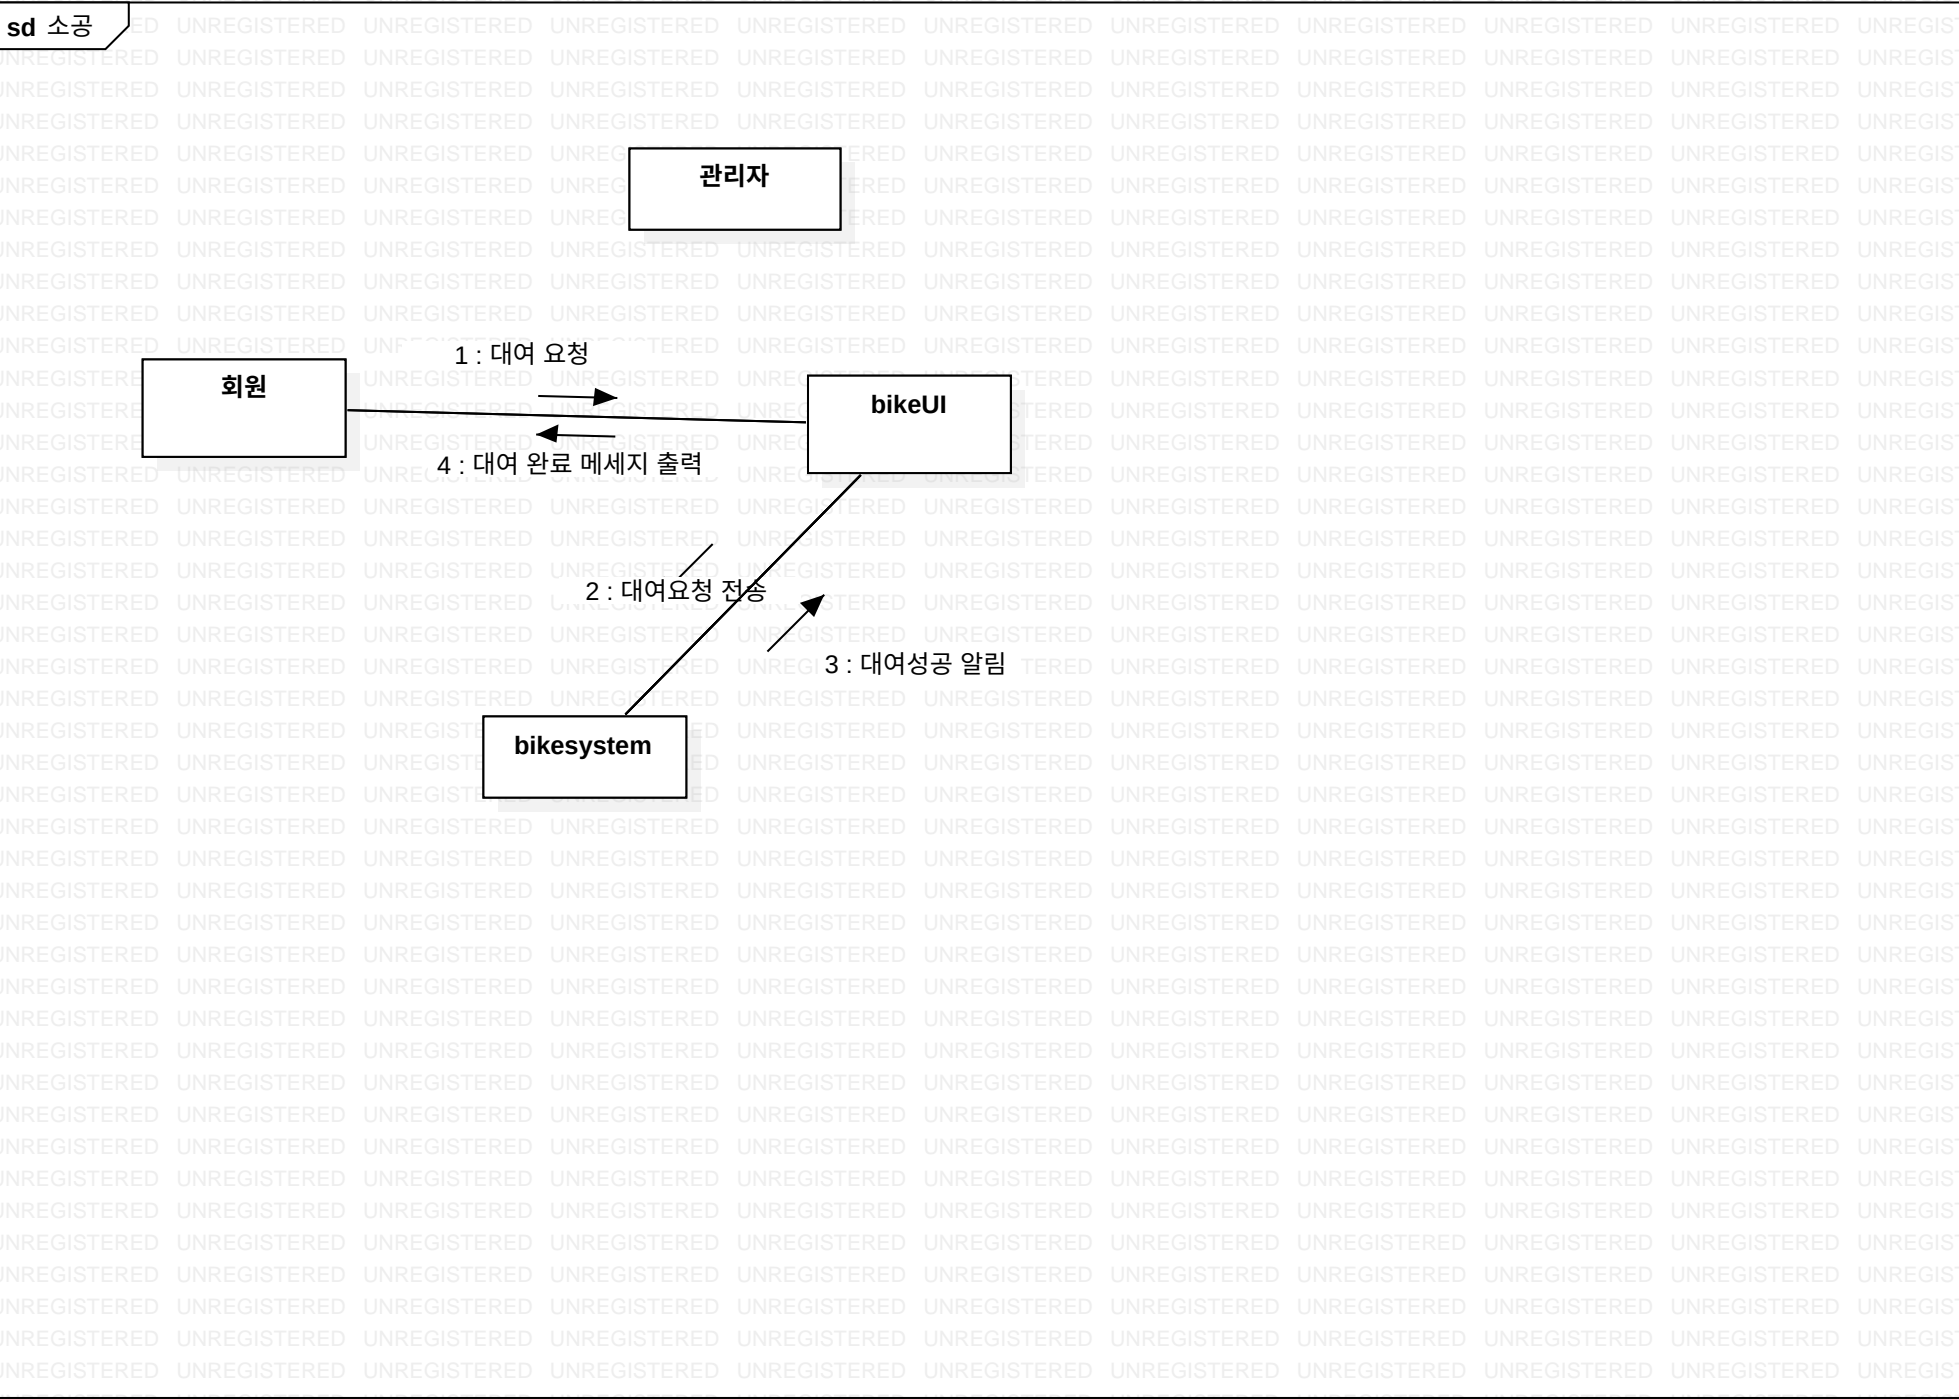 sd 소공
관리자
1 : 대여 요청
회원
bikeUI
4 : 대여 완료 메세지 출력
2 : 대여요청 전송
3 : 대여성공 알림
bikesystem
UNREGISTERED